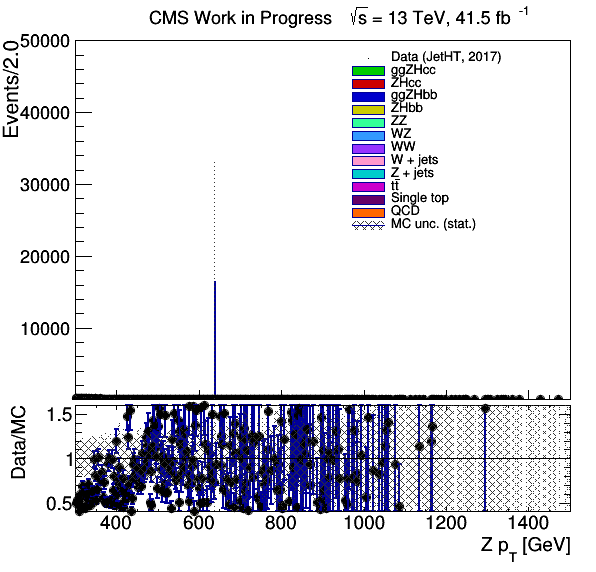 CMS Work in Progress √s = 13 TeV, 41.5 fb⁻¹
Events/2.0
50000
40000
30000
20000
10000
Data (JetHT, 2017)
ggZHcc
ZHcc
ggZHbb
ZHbb
ZZ
WZ
WW
W + jets
Z + jets
tt̄
Single top
QCD
MC unc. (stat.)
Data/MC
1.5
1
0.5
400 600 800 1000 1200 1400
Z p_T [GeV]